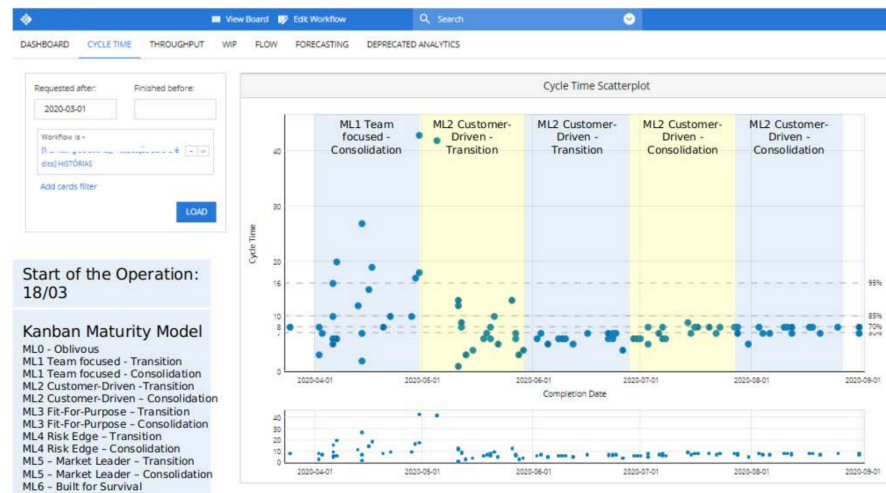 View Board Edit Workflow Search
DASHBOARD CYCLE TIME THROUGHPUT WIP FLOW FORECASTING DEPRECATED ANALYTICS
Requested after: Finished before:
2020-03-01
Workflow is
HISTÓRIAS
Add cards filter
LOAD
Start of the Operation:
18/03
Kanban Maturity Model
ML0 - Oblivous
ML1 Team focused - Transition
ML1 Team focused - Consolidation
ML2 Customer-Driven -Transition
ML2 Customer-Driven – Consolidation
ML3 Fit-For-Purpose – Transition
ML3 Fit-For-Purpose – Consolidation
ML4 Risk Edge – Transition
ML4 Risk Edge – Consolidation
ML5 – Market Leader – Transition
ML5 – Market Leader – Consolidation
ML6 – Built for Survival
Cycle Time Scatterplot
ML1 Team
focused -
Consolidation
ML2 Customer-
Driven -
Transition
ML2 Customer-
Driven -
Transition
ML2 Customer-
Driven -
Consolidation
ML2 Customer-
Driven -
Consolidation
Cycle Time
40
30
20
16
10
8
7
0
95%
85%
70%
2020-04-01 2020-05-01 2020-06-01 2020-07-01 2020-08-01 2020-09-01
Completion Date
40
30
20
10
0
2020-04-01 2020-05-01 2020-06-01 2020-07-01 2020-08-01 2020-09-01